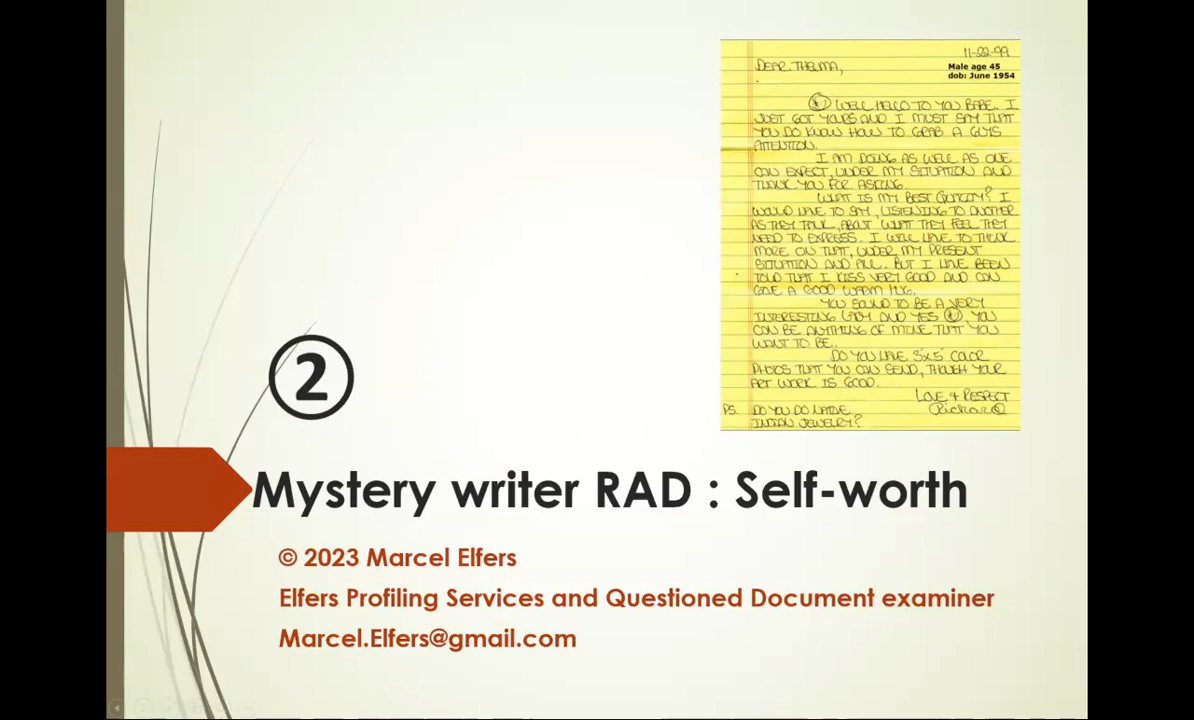 11-22-99
DEAR THELMA,
Male age 45
dob: June 1954
WELL HELLO TO YOU BABE. I
JUST GOT YOURS AND I MUST SAY THAT
YOU DO KNOW HOW TO GRAB A GUYS
ATTENTION.
I AM DOING AS WELL AS ONE
CAN EXPECT, UNDER MY SITUATION AND
THANK YOU FOR ASKING.
WHAT IS MY BEST QUALITY? I
WOULD HAVE TO SAY, LISTENING TO ANOTHER
AS THEY TALK, ABOUT WHAT THEY FEEL THEY
NEED TO EXPRESS. I WILL HAVE TO THINK
MORE ON THAT, UNDER MY PRESENT
SITUATION AND ALL. BUT I HAVE BEEN
TOLD THAT I KISS VERY GOOD AND CAN
GIVE A GOOD WARM HUG.
YOU SOUND TO BE A VERY
INTERESTING LADY AND YES, YOU
CAN BE ANYTHING OF MINE THAT YOU
WANT TO BE.
DO YOU HAVE 3"x5" COLOR
PHOTOS THAT YOU CAN SEND, THOUGH YOUR
ART WORK IS GOOD.
LOVE + RESPECT
Richard
PS. DO YOU DO NATIVE
INDIAN JEWELRY?
2
Mystery writer RAD : Self-worth
© 2023 Marcel Elfers
Elfers Profiling Services and Questioned Document examiner
Marcel.Elfers@gmail.com